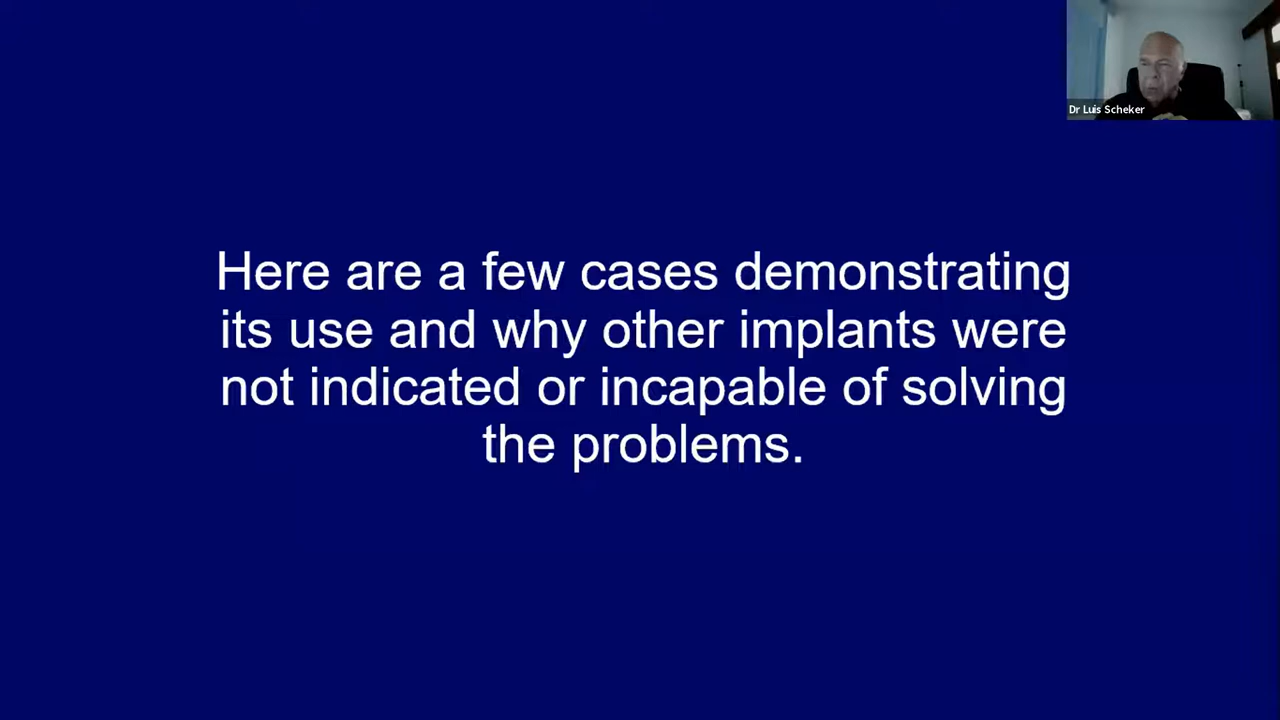 Dr Luis Scheker
Here are a few cases demonstrating
its use and why other implants were
not indicated or incapable of solving
the problems.